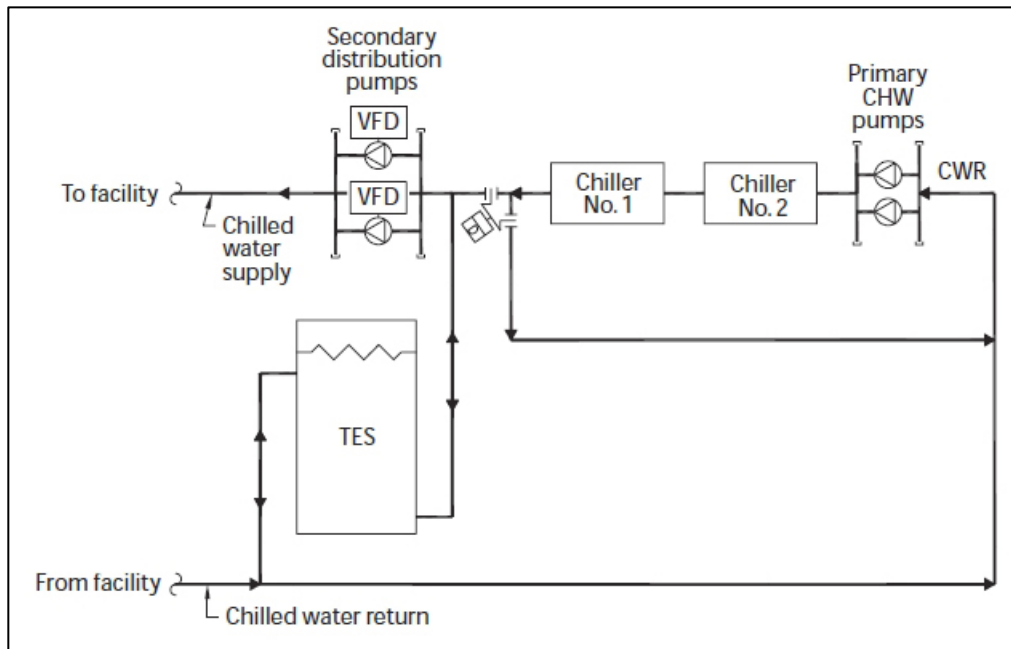 Secondary
distribution
pumps
VFD
VFD
To facility
Chilled
water
supply
Chiller
No. 1
Chiller
No. 2
Primary
CHW
pumps
CWR
TES
From facility
Chilled water return